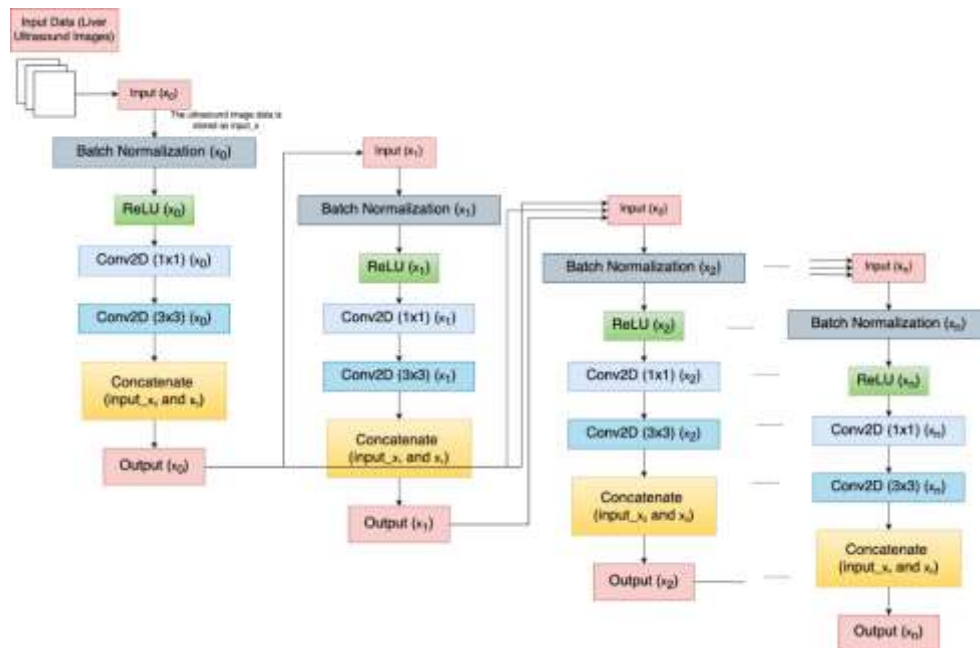 Input Data (Liver
Ultrasound Images)
Input (x₀)
The ultrasound image data is
stored as input_x
Batch Normalization (x₀)
ReLU (x₀)
Conv2D (1x1) (x₀)
Conv2D (3x3) (x₀)
Concatenate
(input_x and
Output (x₀)
Input (x₁)
Batch Normalization (x₁)
ReLU (x₁)
Conv2D (1x1) (x₁)
Conv2D (3x3) (x₁)
Concatenate
(input_x and
Output (x₁)
Input
Batch Normalization (x₂)
ReLU (x₂)
Conv2D (1x1) (x₂)
Conv2D (3x3) (x₂)
Concatenate
(input_x and
Output (x₂)
Input (xₙ)
Batch Normalization (xₙ)
ReLU (xₙ)
Conv2D (1x1) (xₙ)
Conv2D (3x3) (xₙ)
Concatenate
(input_x and
Output (xₙ)